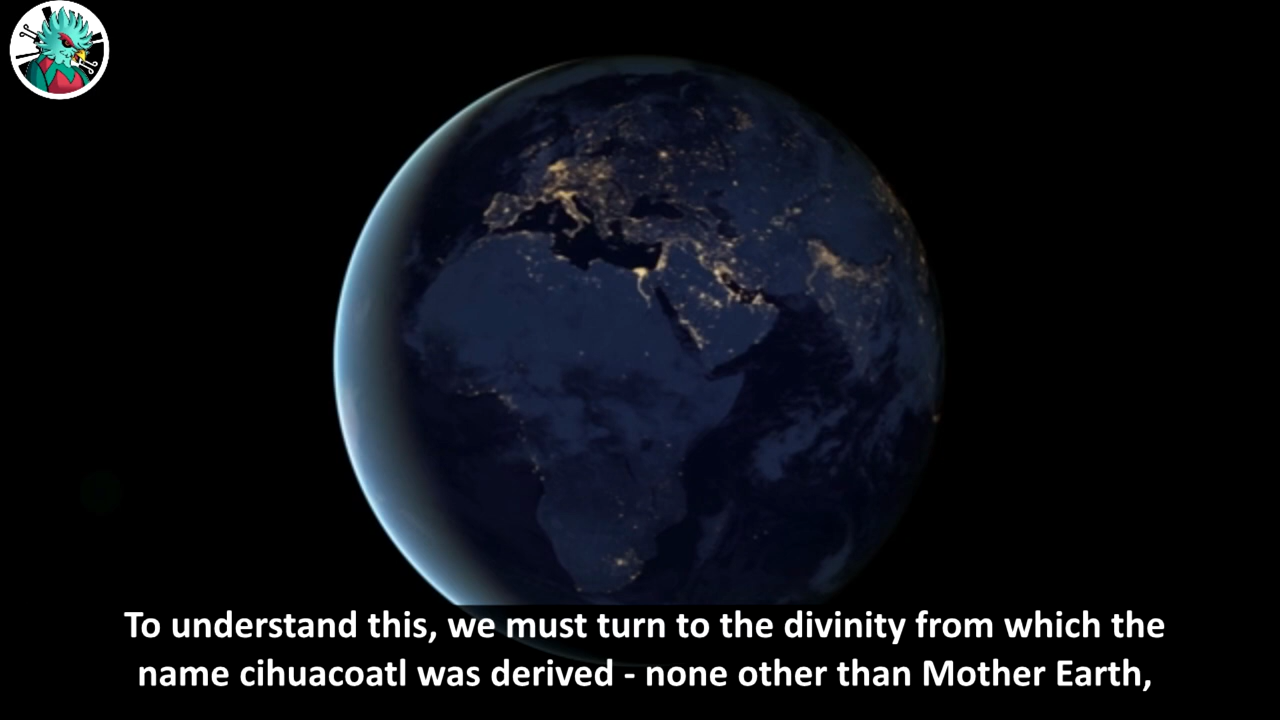 To understand this, we must turn to the divinity from which the
name cihuacoatl was derived - none other than Mother Earth,